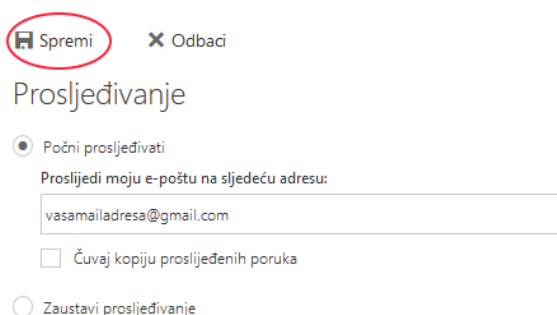 Spremi Odbaci
Prosljeđivanje
Počni prosljeđivati
Proslijedi moju e-poštu na sljedeću adresu:
vasamailadresa@gmail.com
Čuvaj kopiju proslijeđenih poruka
Zaustavi prosljeđivanje